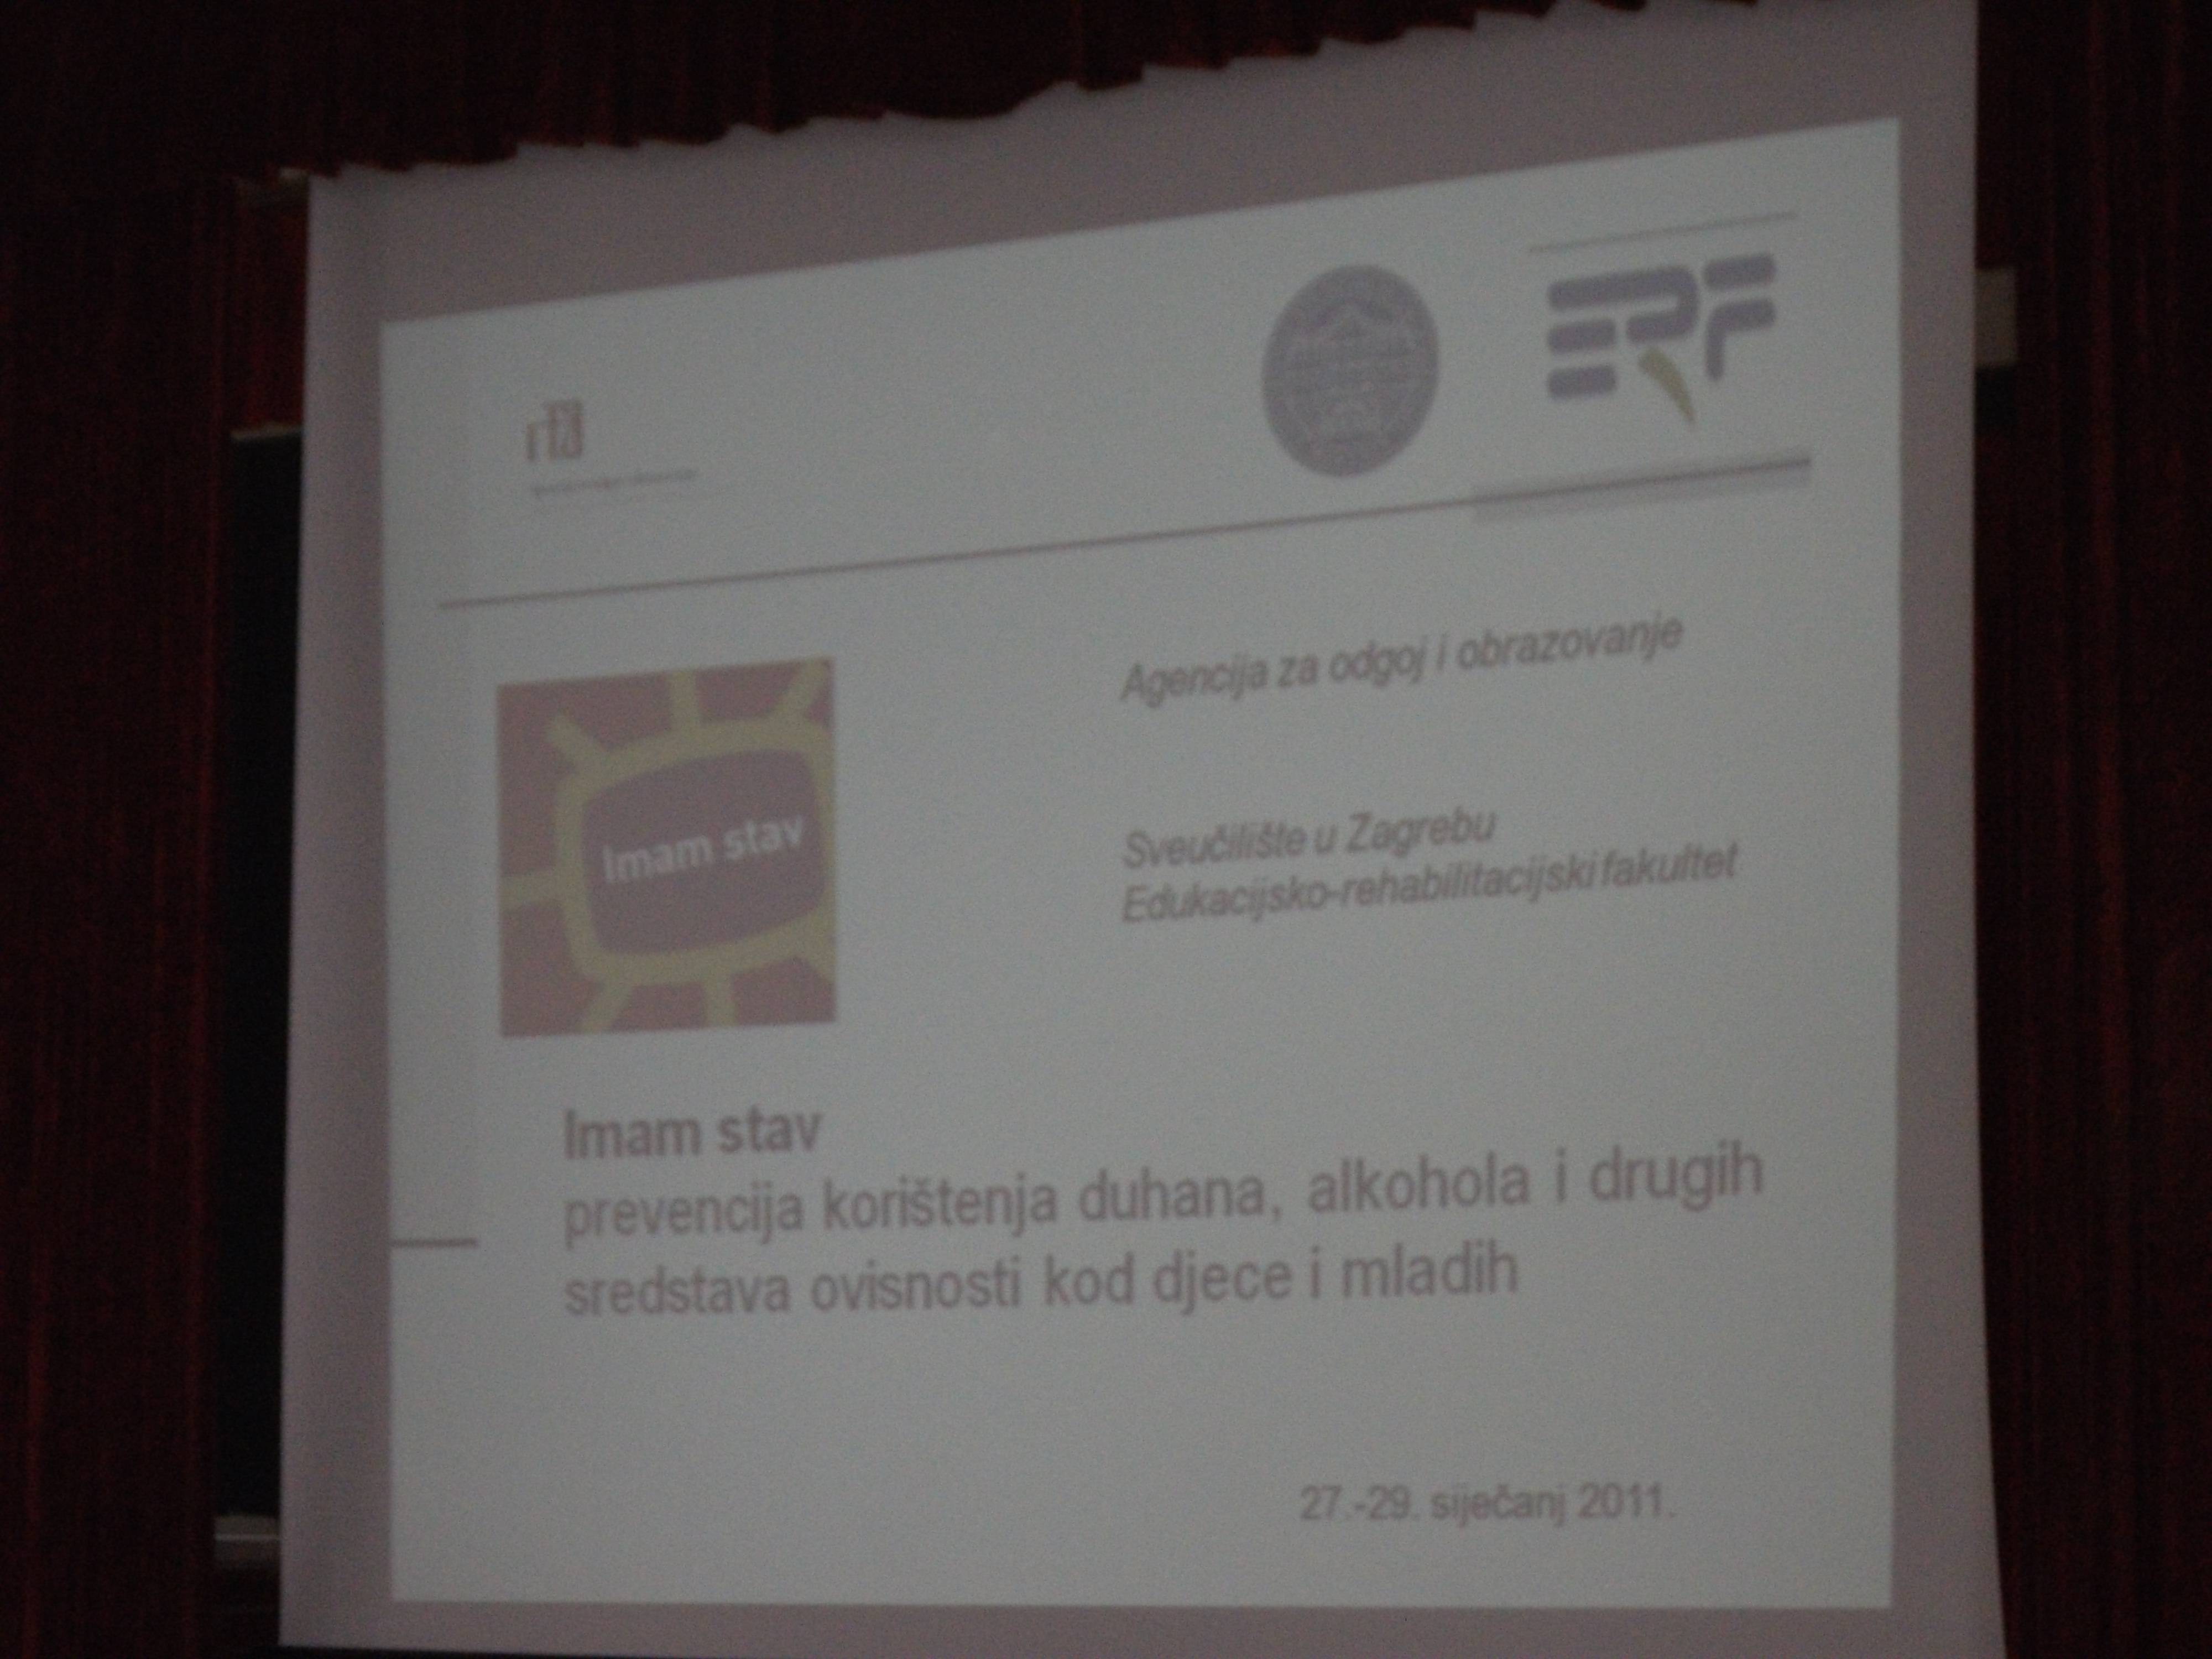 ERF
Agencija za odgoj i obrazovanje
Imam stav
Sveučilište u Zagrebu
Edukacijsko-rehabilitacijski fakultet
Imam stav
prevencija korištenja duhana, alkohola i drugih
sredstava ovisnosti kod djece i mladih
27.-29. siječanj 2011.